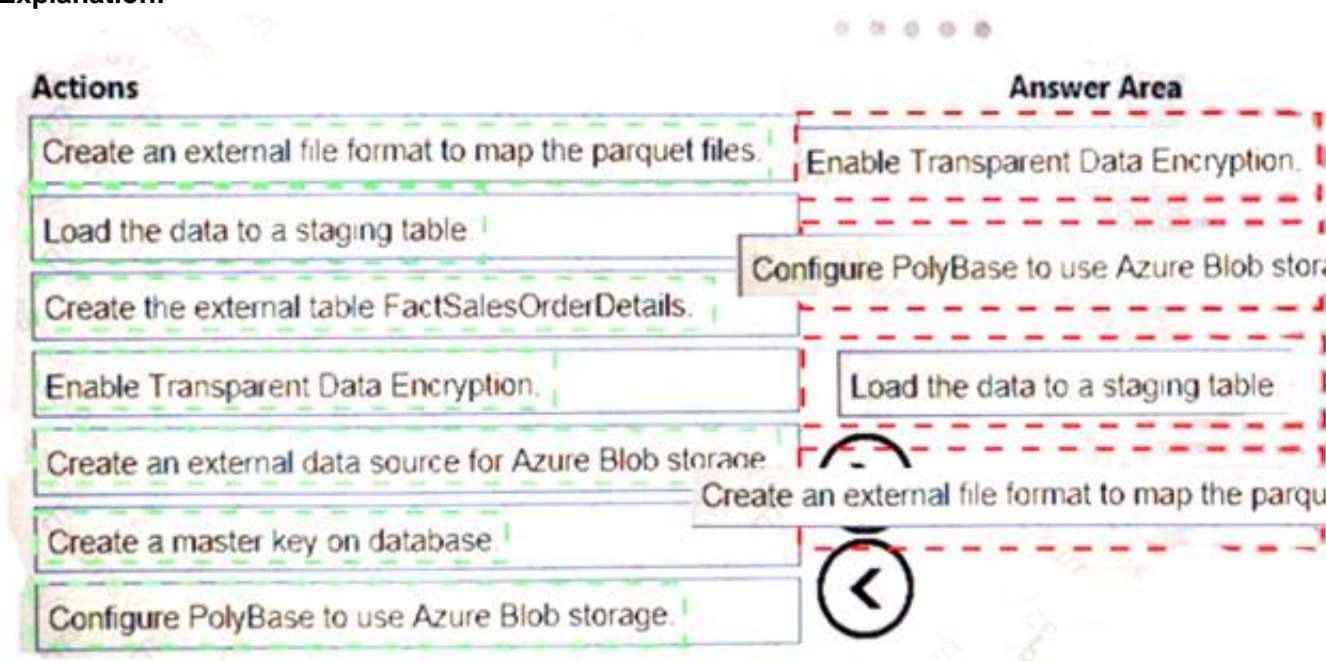 Explanation:
Actions
Answer Area
Create an external file format to map the parquet files.
Enable Transparent Data Encryption.
Load the data to a staging table.
Configure PolyBase to use Azure Blob
Create the external table FactSalesOrderDetails.
Enable Transparent Data Encryption.
Load the data to a staging table.
Create an external data source for Azure Blob storage.
Create an external file format to map the
Create a master key on database.
Configure PolyBase to use Azure Blob storage.